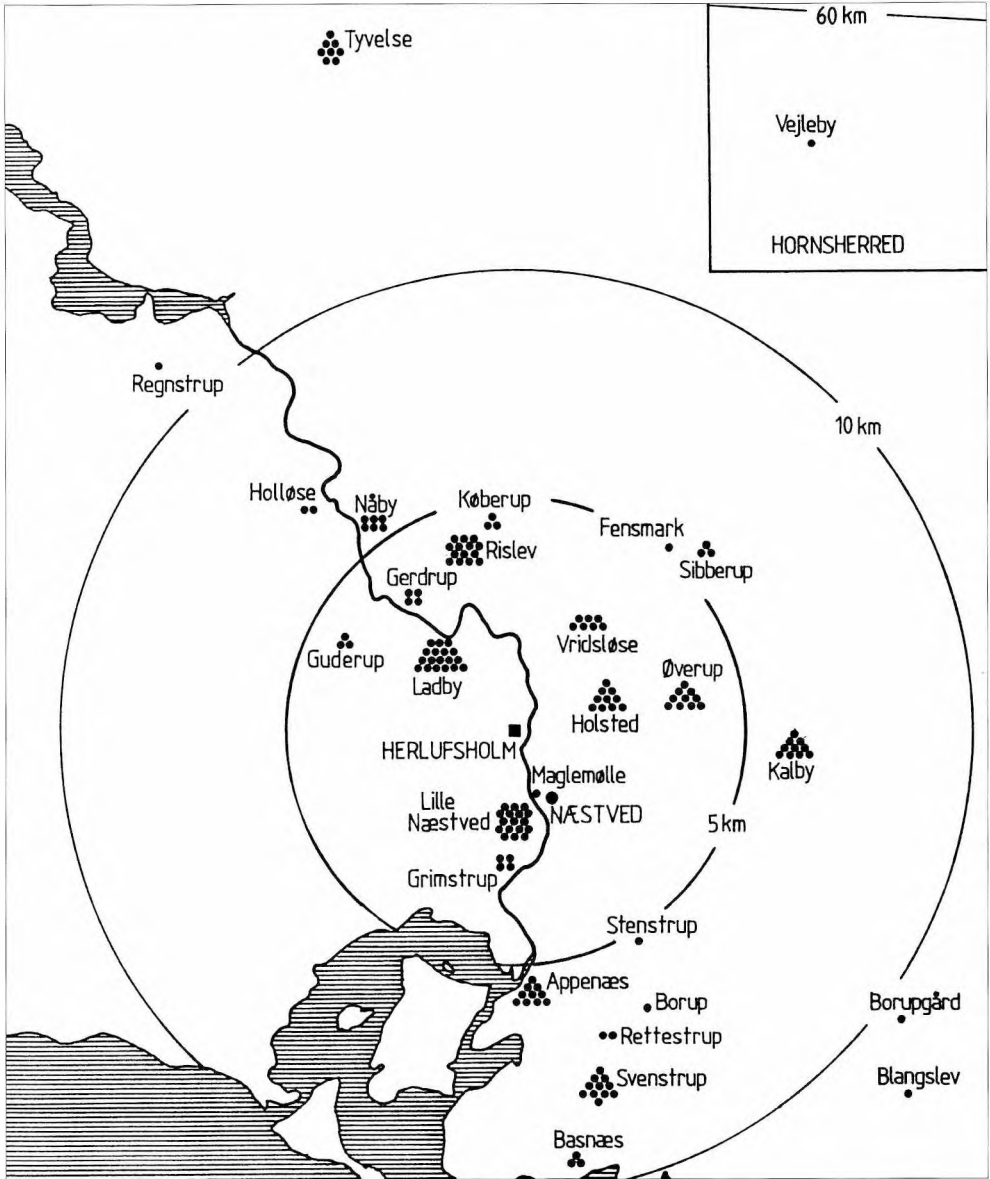 60 km
Tyvelse
Vejleby
HORNSHERRED
Regnstrup
10 km
Holløse
Nåby
Køberup
Fensmark
Rislev
Sibberup
Gerdrup
Vridsløse
Guderup
Ladby
Øverup
Holsted
HERLUFSHOLM
Kalby
Maglemølle
Lille
Næstved
NÆSTVED
5 km
Grimstrup
Stenstrup
Appenæs
Borup
Borupgård
Rettestrup
Svenstrup
Blangslev
Basnæs